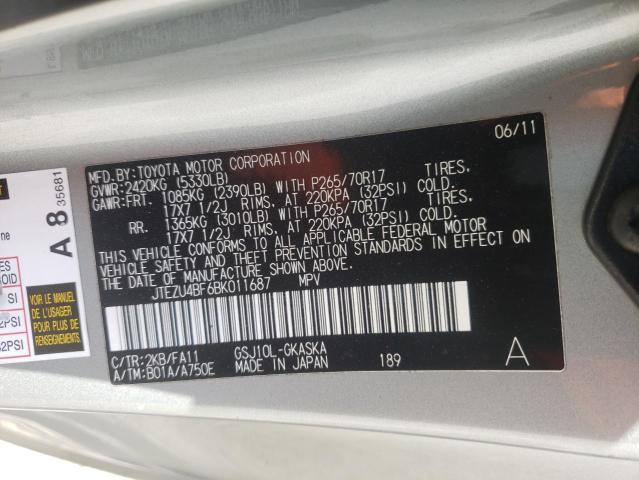 06/11
MFD.BY:TOYOTA MOTOR CORPORATION
GVWR:2420KG (5330LB)
GAWR:FRT. 1085KG (2390LB) WITH P265/70R17 TIRES,
17X7 1/2J RIMS, AT 220KPA (32PSI) COLD.
RR. 1365KG (3010LB) WITH P265/70R17 TIRES,
17X7 1/2J RIMS, AT 220KPA (32PSI) COLD.
THIS VEHICLE CONFORMS TO ALL APPLICABLE FEDERAL MOTOR
VEHICLE SAFETY AND THEFT PREVENTION STANDARDS IN EFFECT ON
THE DATE OF MANUFACTURE SHOWN ABOVE.
JTEZU4BF6BK011687 MPV
C/TR:2KB/FA11 GSJ10L-GKASKA
A/TM:B01A/A750E MADE IN JAPAN 189 A
A 8 35681
VOIR LE MANUEL
DE L'USAGER
POUR PLUS